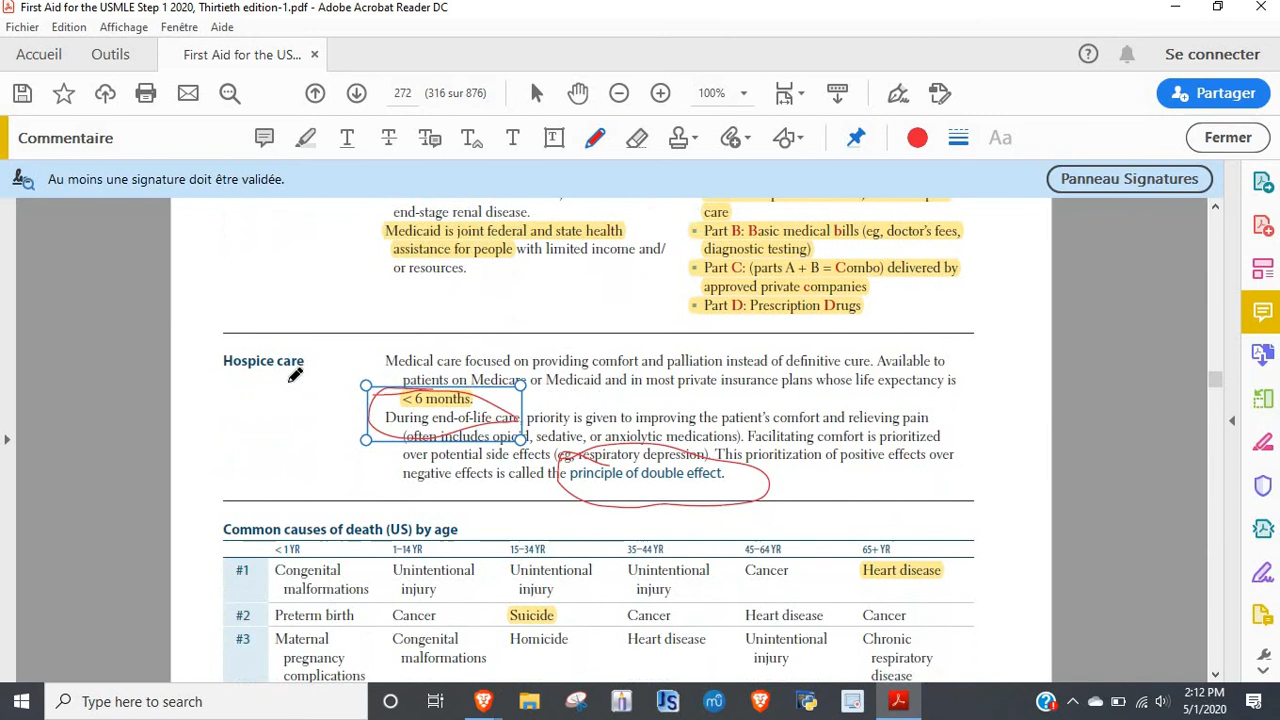 First Aid for the USMLE Step 1 2020, Thirtieth edition-1.pdf - Adobe Acrobat Reader DC
Fichier Edition Affichage Fenêtre Aide
Accueil Outils First Aid for the US... × Se connecter
272 (316 sur 876) 100% Partager
Commentaire Aa Fermer
Au moins une signature doit être validée. Panneau Signatures
end-stage renal disease.
Medicaid is joint federal and state health
assistance for people with limited income and/
or resources.
care
Part B: Basic medical bills (eg, doctor's fees,
diagnostic testing)
Part C: (parts A + B = Combo) delivered by
approved private companies
Part D: Prescription Drugs
Hospice care
Medical care focused on providing comfort and palliation instead of definitive cure. Available to
patients on Medicare or Medicaid and in most private insurance plans whose life expectancy is
< 6 months.
During end-of-life care, priority is given to improving the patient's comfort and relieving pain
(often includes opioid, sedative, or anxiolytic medications). Facilitating comfort is prioritized
over potential side effects (eg, respiratory depression). This prioritization of positive effects over
negative effects is called the principle of double effect.
Common causes of death (US) by age
< 1 YR 1–14 YR 15–34 YR 35–44 YR 45–64 YR 65+ YR
#1 Congenital malformations Unintentional injury Unintentional injury Unintentional injury Cancer Heart disease
#2 Preterm birth Cancer Suicide Cancer Heart disease Cancer
#3 Maternal pregnancy complications Congenital malformations Homicide Heart disease Unintentional injury Chronic respiratory disease
Type here to search
2:12 PM
5/1/2020